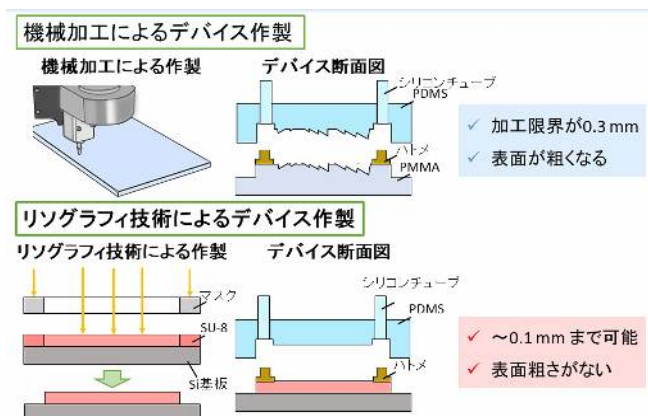 機械加工によるデバイス作製
機械加工による作製
デバイス断面図
シリコンチューブ
PDMS
ハトメ
PMMA
✓ 加工限界が0.3 mm
✓ 表面が粗くなる
リソグラフィ技術によるデバイス作製
リソグラフィ技術による作製
デバイス断面図
マスク
SU-8
Si基板
シリコンチューブ
PDMS
ハトメ
✓ ～0.1 mm まで可能
✓ 表面粗さがない